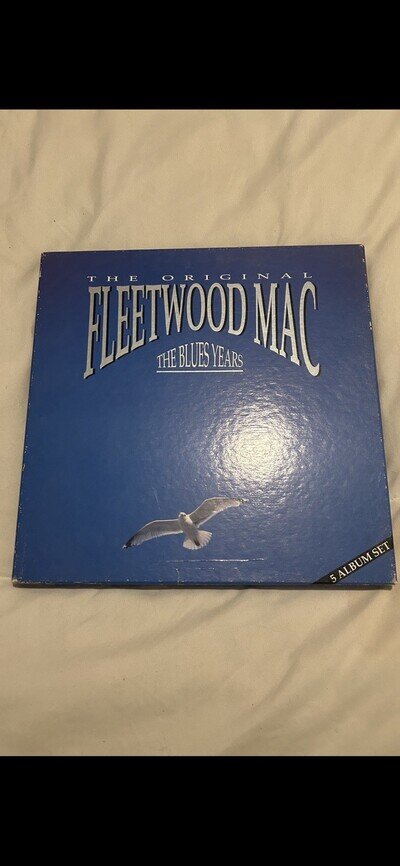 THE ORIGINAL
FLEETWOOD MAC
THE BLUES YEARS
5 ALBUM SET